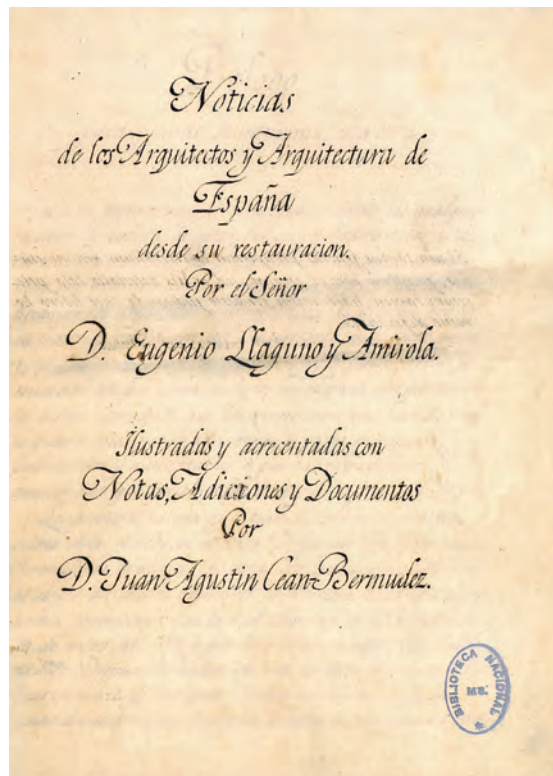 Noticias
de los Arquitectos y Arquitectura de
España
desde su restauracion.
Por el Señor
D. Eugenio Llaguno y Amirola.
Ilustradas y acrecentadas con
Notas, Adiciones y Documentos
Por
D. Juan Agustin Cean-Bermudez.
BIBLIOTECA NACIONAL
MS.